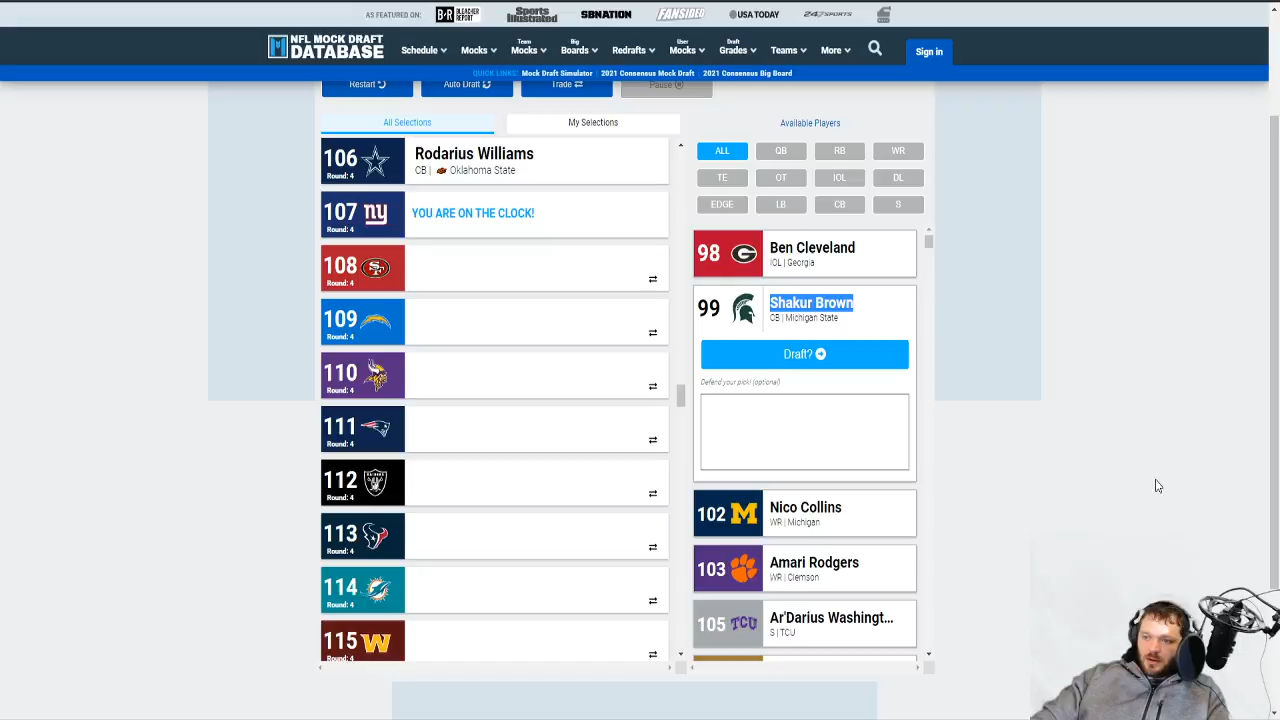 AS FEATURED ON:
B/R BLEACHER REPORT
Sports Illustrated
SBNATION
FANSIDED
USA TODAY
247SPORTS
NFL MOCK DRAFT DATABASE
Schedule
Mocks
Team Mocks
Big Boards
Redrafts
User Mocks
Draft Grades
Teams
More
Sign in
QUICK LINKS: Mock Draft Simulator | 2021 Consensus Mock Draft | 2021 Consensus Big Board
Restart
Auto Draft
Trade
Pause
All Selections
My Selections
106
Round: 4
Rodarius Williams
CB | Oklahoma State
107
ny
Round: 4
YOU ARE ON THE CLOCK!
108
SF
Round: 4
109
Round: 4
110
Round: 4
111
Round: 4
112
RAIDERS
Round: 4
113
Round: 4
114
Round: 4
115
W
Round: 4
Available Players
ALL
QB
RB
WR
TE
OT
IOL
DL
EDGE
LB
CB
S
98
G
Ben Cleveland
IOL | Georgia
99
Shakur Brown
CB | Michigan State
Draft?
Defend your pick! (optional)
102
M
Nico Collins
WR | Michigan
103
Amari Rodgers
WR | Clemson
105
TCU
Ar'Darius Washingt...
S | TCU